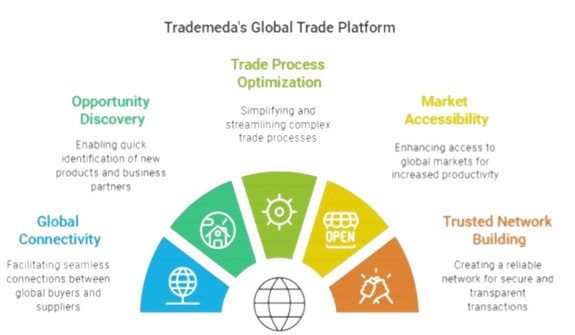 Trademeda's Global Trade Platform
Trade Process
Optimization
Simplifying and
streamlining complex
trade processes
Opportunity
Discovery
Enabling quick
identification of new
products and business
partners
Market
Accessibility
Enhancing access to
global markets for
increased productivity
Global
Connectivity
Facilitating seamless
connections between
global buyers and
suppliers
OPEN
Trusted Network
Building
Creating a reliable
network for secure and
transparent
transactions